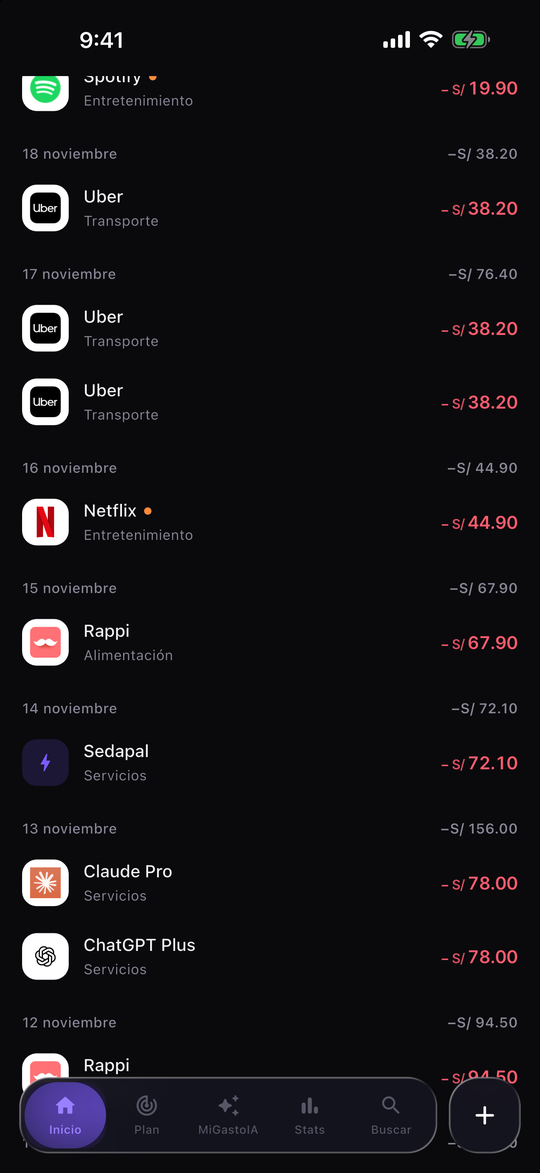 9:41
Spotify
Entretenimiento
– S/ 19.90
18 noviembre
–S/ 38.20
Uber
Uber
Transporte
– S/ 38.20
17 noviembre
–S/ 76.40
Uber
Uber
Transporte
– S/ 38.20
Uber
Uber
Transporte
– S/ 38.20
16 noviembre
–S/ 44.90
Netflix
Entretenimiento
– S/ 44.90
15 noviembre
–S/ 67.90
Rappi
Alimentación
– S/ 67.90
14 noviembre
–S/ 72.10
Sedapal
Servicios
– S/ 72.10
13 noviembre
–S/ 156.00
Claude Pro
Servicios
– S/ 78.00
ChatGPT Plus
Servicios
– S/ 78.00
12 noviembre
–S/ 94.50
Rappi
– S/ 94.50
Inicio
Plan
MiGastoIA
Stats
Buscar